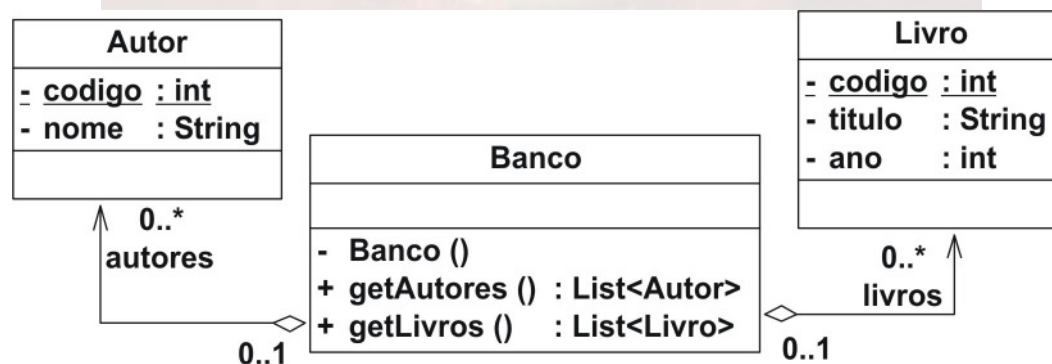 Autor
- codigo : int
- nome : String
0..*
autores
Banco
- Banco ()
+ getAutores () : List<Autor>
+ getLivros () : List<Livro>
0..1
0..1
Livro
- codigo : int
- titulo : String
- ano : int
0..*
livros